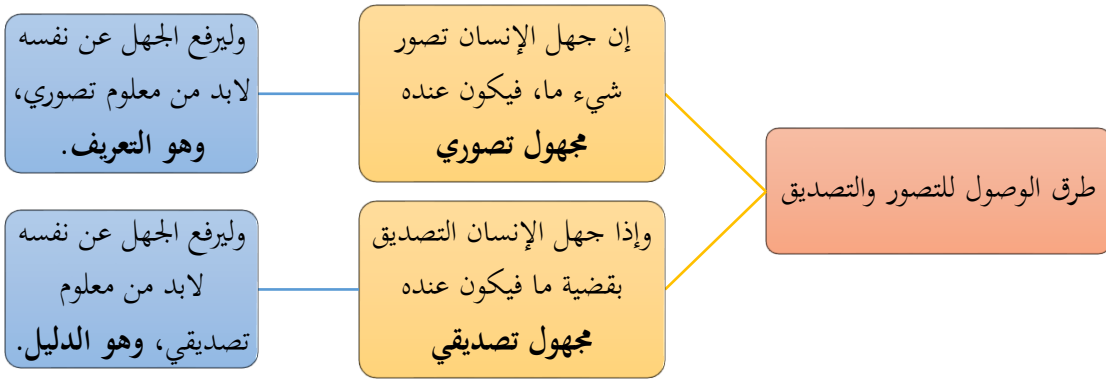 طرق الوصول للتصور والتصديق
إن جهل الإنسان تصور
شيء ما، فيكون عنده
مجهول تصوري
وليرفع الجهل عن نفسه
لابد من معلوم تصوري،
وهو التعريف.
وإذا جهل الإنسان التصديق
بقضية ما فيكون عنده
مجهول تصديقي
وليرفع الجهل عن نفسه
لابد من معلوم
تصديقي، وهو الدليل.